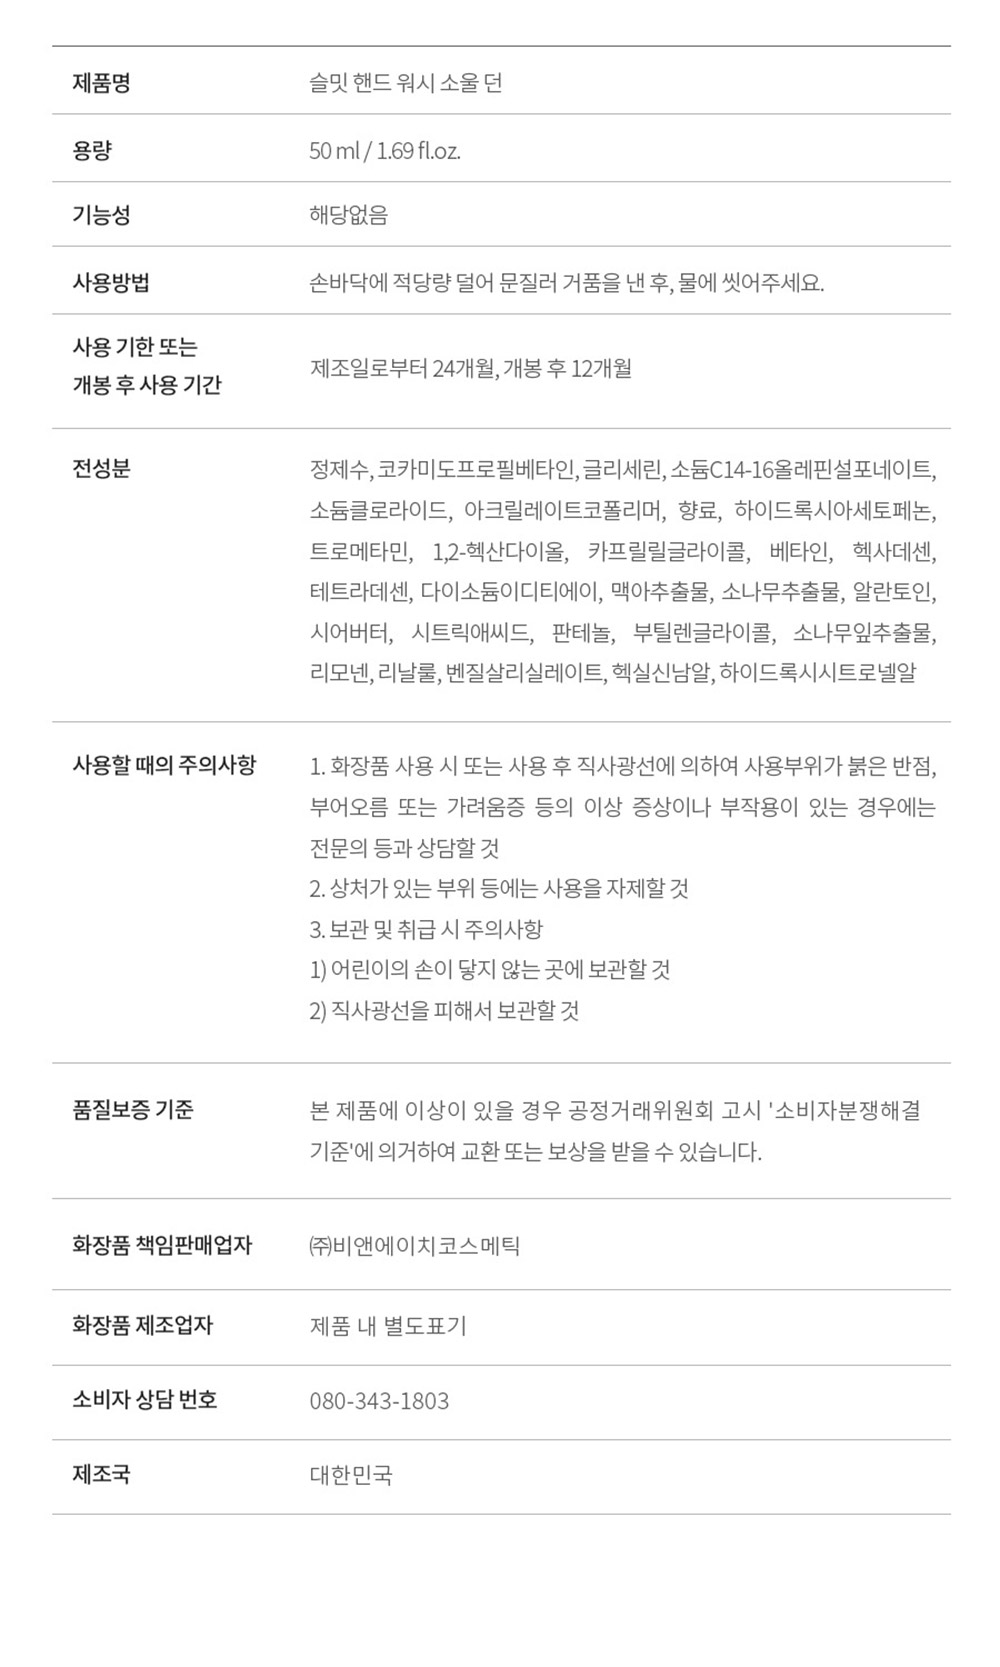 제품명 슬밋 핸드 워시 소울 던
용량 50 ml / 1.69 fl.oz.
기능성 해당없음
사용방법 손바닥에 적당량 덜어 문질러 거품을 낸 후, 물에 씻어주세요.
사용 기한 또는
개봉 후 사용 기간
제조일로부터 24개월, 개봉 후 12개월
전성분 정제수, 코카미도프로필베타인, 글리세린, 소듐C14-16올레핀설포네이트,
소듐클로라이드, 아크릴레이트코폴리머, 향료, 하이드록시아세토페논,
트로메타민, 1,2-헥산다이올, 카프릴릴글라이콜, 베타인, 헥사데센,
테트라데센, 다이소듐이디티에이, 맥아추출물, 소나무추출물, 알란토인,
시어버터, 시트릭애씨드, 판테놀, 부틸렌글라이콜, 소나무잎추출물,
리모넨, 리날룰, 벤질살리실레이트, 헥실신남알, 하이드록시시트로넬알
사용할 때의 주의사항 1. 화장품 사용 시 또는 사용 후 직사광선에 의하여 사용부위가 붉은 반점,
부어오름 또는 가려움증 등의 이상 증상이나 부작용이 있는 경우에는
전문의 등과 상담할 것
2. 상처가 있는 부위 등에는 사용을 자제할 것
3. 보관 및 취급 시 주의사항
1) 어린이의 손이 닿지 않는 곳에 보관할 것
2) 직사광선을 피해서 보관할 것
품질보증 기준 본 제품에 이상이 있을 경우 공정거래위원회 고시 '소비자분쟁해결
기준'에 의거하여 교환 또는 보상을 받을 수 있습니다.
화장품 책임판매업자 ㈜비앤에이치코스메틱
화장품 제조업자 제품 내 별도표기
소비자 상담 번호 080-343-1803
제조국 대한민국